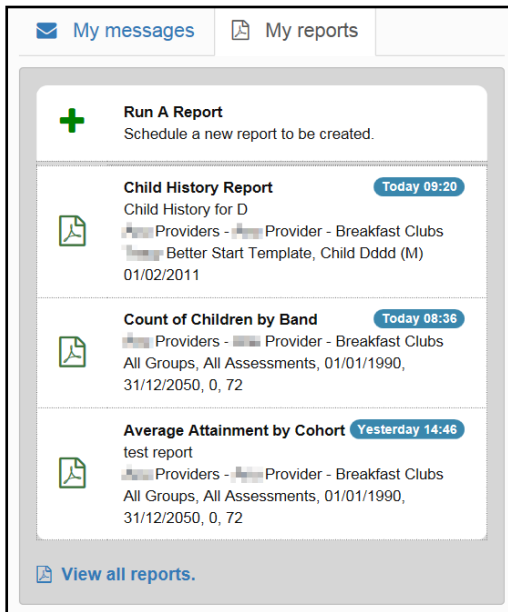 My messages
My reports
Run A Report
Schedule a new report to be created.
Child History Report
Today 09:20
Child History for D
Providers - Provider - Breakfast Clubs
Better Start Template, Child Dddd (M)
01/02/2011
Count of Children by Band
Today 08:36
Providers - Provider - Breakfast Clubs
All Groups, All Assessments, 01/01/1990,
31/12/2050, 0, 72
Average Attainment by Cohort
Yesterday 14:46
test report
Providers - Provider - Breakfast Clubs
All Groups, All Assessments, 01/01/1990,
31/12/2050, 0, 72
View all reports.